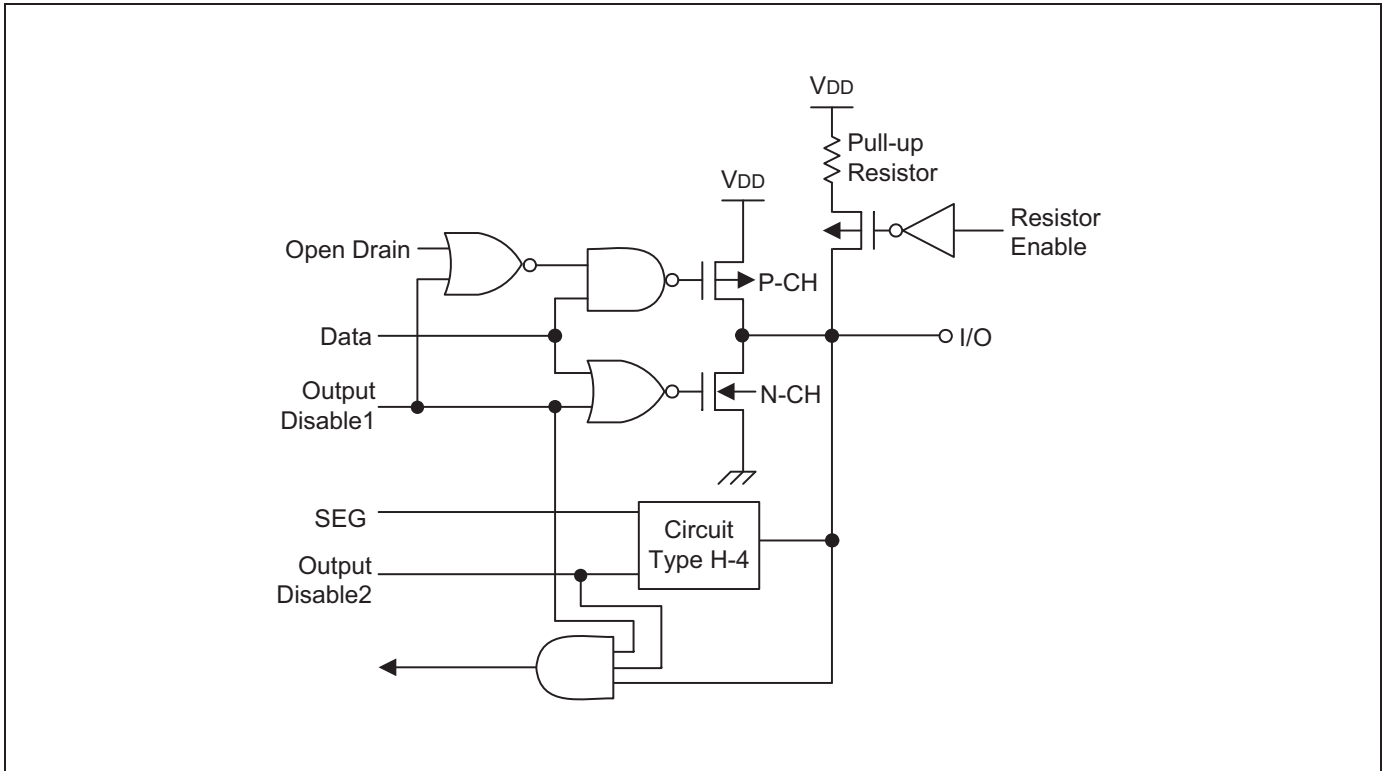 VDD
Pull-up
Resistor
VDD
Resistor
Enable
Open Drain
P-CH
Data
I/O
Output
Disable1
N-CH
SEG
Circuit
Type H-4
Output
Disable2